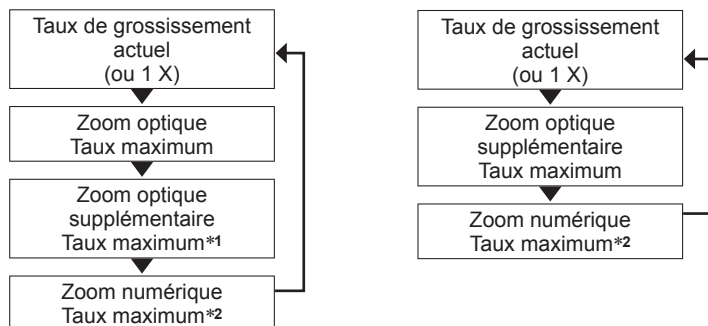 Taux de grossissement
actuel
(ou 1 X)
Zoom optique
Taux maximum
Zoom optique
supplémentaire
Taux maximum*1
Zoom numérique
Taux maximum*2
Taux de grossissement
actuel
(ou 1 X)
Zoom optique
supplémentaire
Taux maximum
Zoom numérique
Taux maximum*2